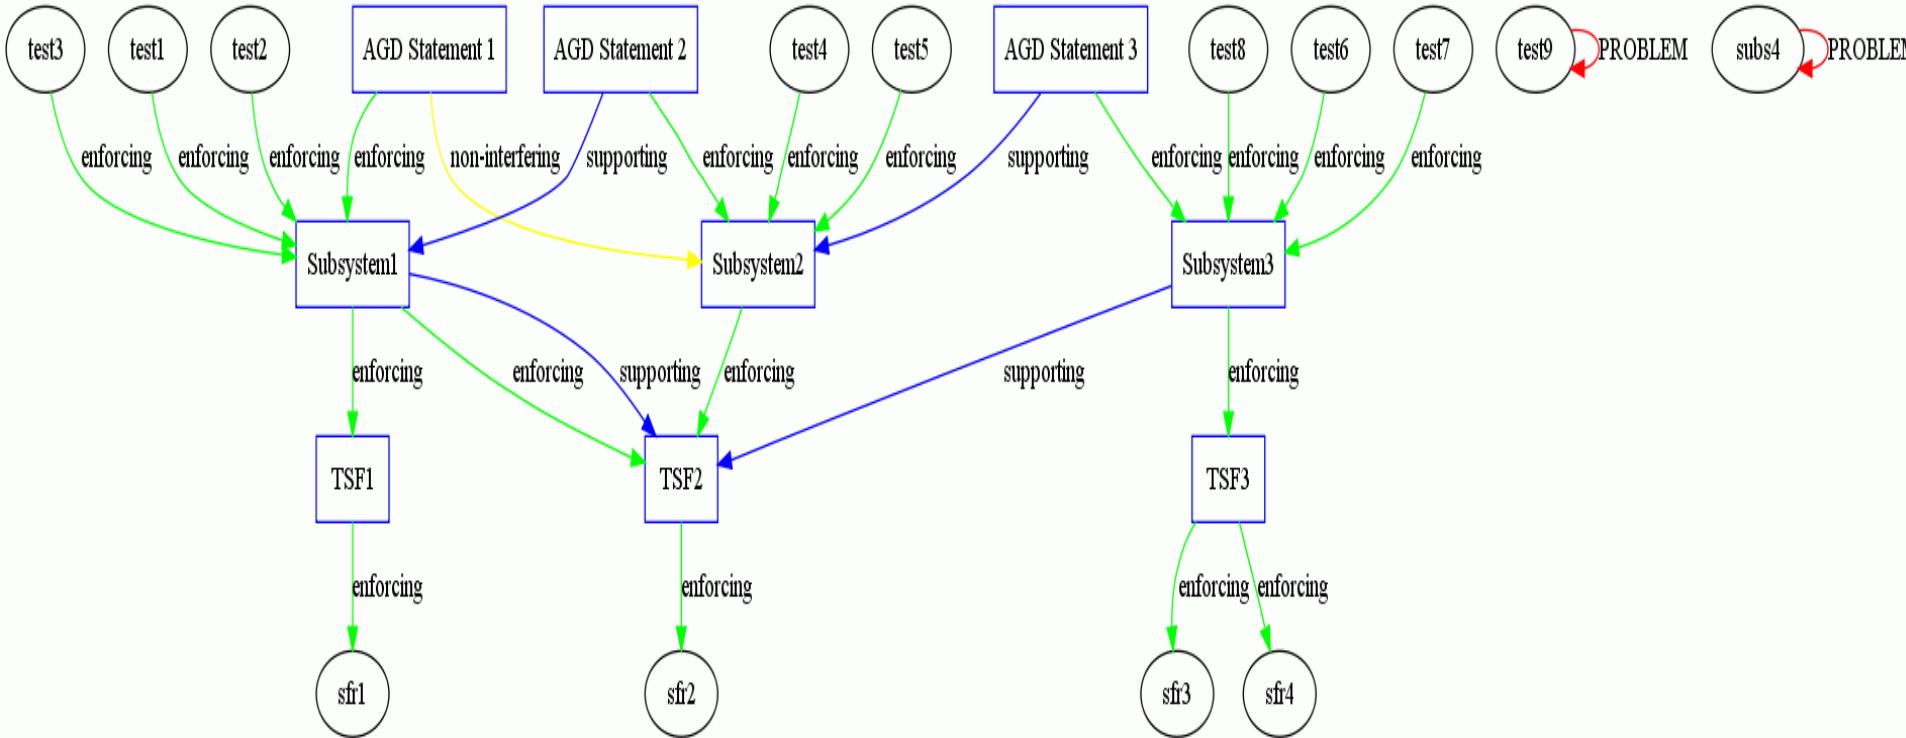 test3
test1
test2
AGD Statement 1
AGD Statement 2
test4
test5
AGD Statement 3
test8
test6
test7
test9
PROBLEM
subs4
PROBLEM
enforcing
enforcing
enforcing
enforcing
non-interfering
supporting
enforcing
enforcing
enforcing
supporting
enforcing
enforcing
enforcing
enforcing
Subsystem1
Subsystem2
Subsystem3
enforcing
enforcing
supporting
enforcing
supporting
enforcing
TSF1
TSF2
TSF3
enforcing
enforcing
enforcing
enforcing
sfr1
sfr2
sfr3
sfr4